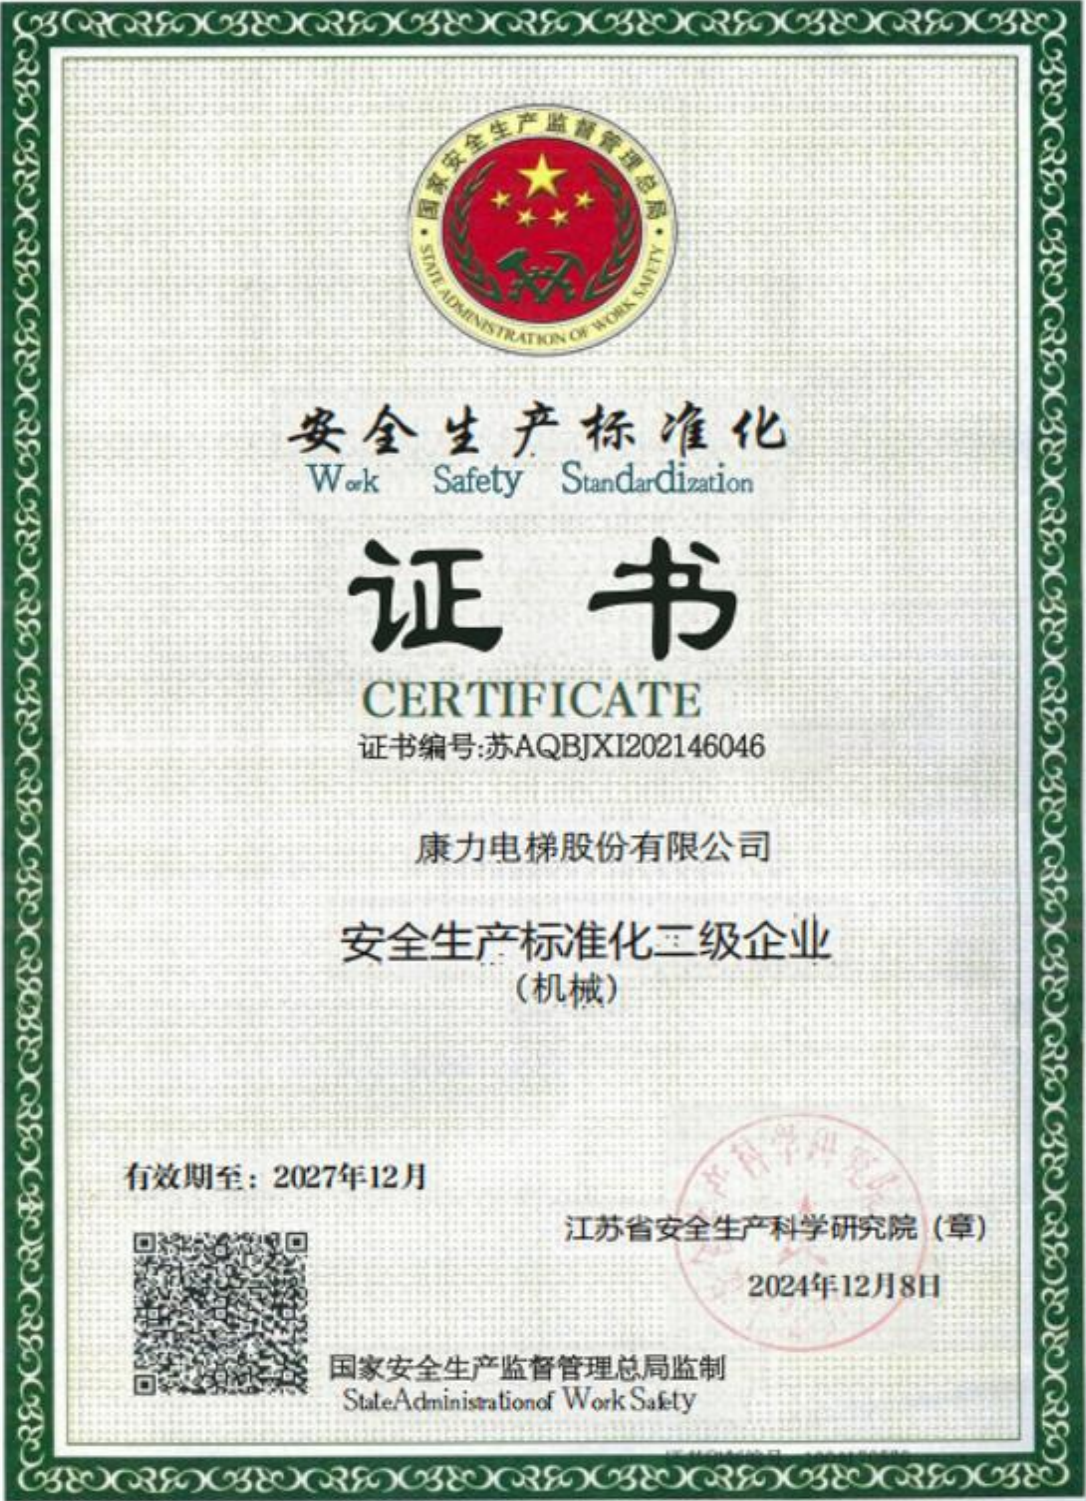 国家安全生产监督管理总局
STATE ADMINISTRATION OF WORK SAFETY
安全生产标准化
Work Safety Standardization
证书
CERTIFICATE
证书编号:苏AQBJXI202146046
康力电梯股份有限公司
安全生产标准化二级企业
（机械）
有效期至：2027年12月
江苏省安全生产科学研究院（章）
2024年12月8日
国家安全生产监督管理总局监制
State Administration of Work Safety